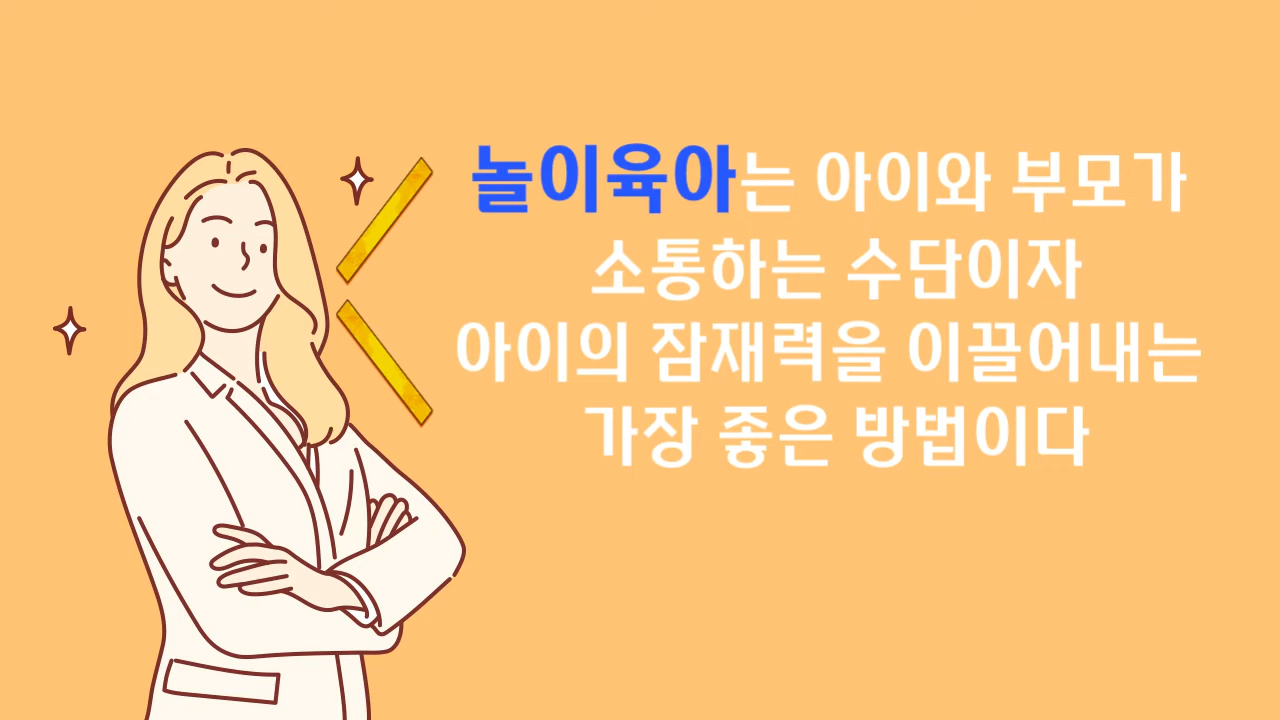 놀이육아는 아이와 부모가
소통하는 수단이자
아이의 잠재력을 이끌어내는
가장 좋은 방법이다